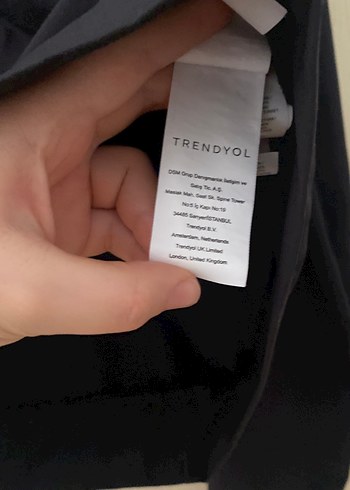 TRENDYOL
DSM Grup Danışmanlık İletişim ve
Satış Tic. A.Ş.
Maslak Mah. Saat Sk. Spine Tower
No:5 İç Kapı No:19
34485 Sarıyer/İSTANBUL
Trendyol B.V.
Amsterdam, Netherlands
Trendyol UK Limited
London, United Kingdom